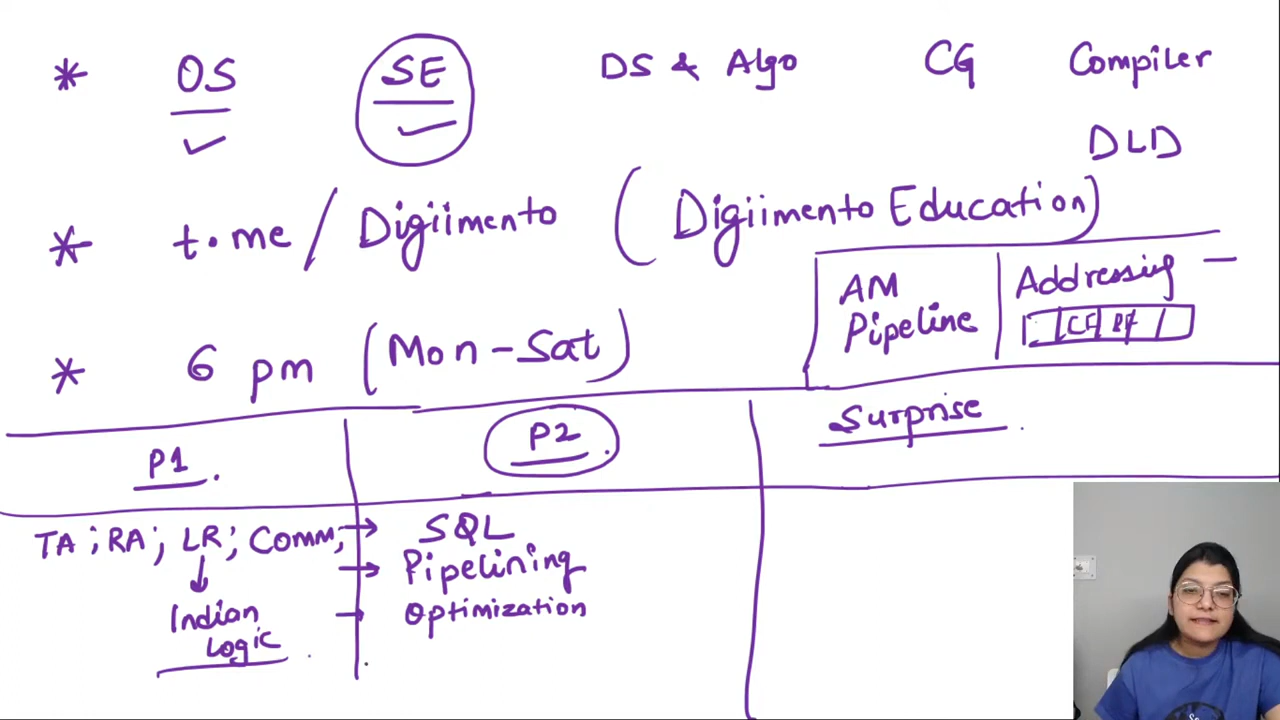 * OS SE DS & Algo CG Compiler
DLD
* t.me / Digiimento (Digiimento Education)
AM
Pipeline
Addressing
* 6 pm (Mon-Sat)
P1
P2
Surprise
TA ; RA ; LR ; Comm;
Indian
Logic
→ SQL
→ Pipelining
→ Optimization